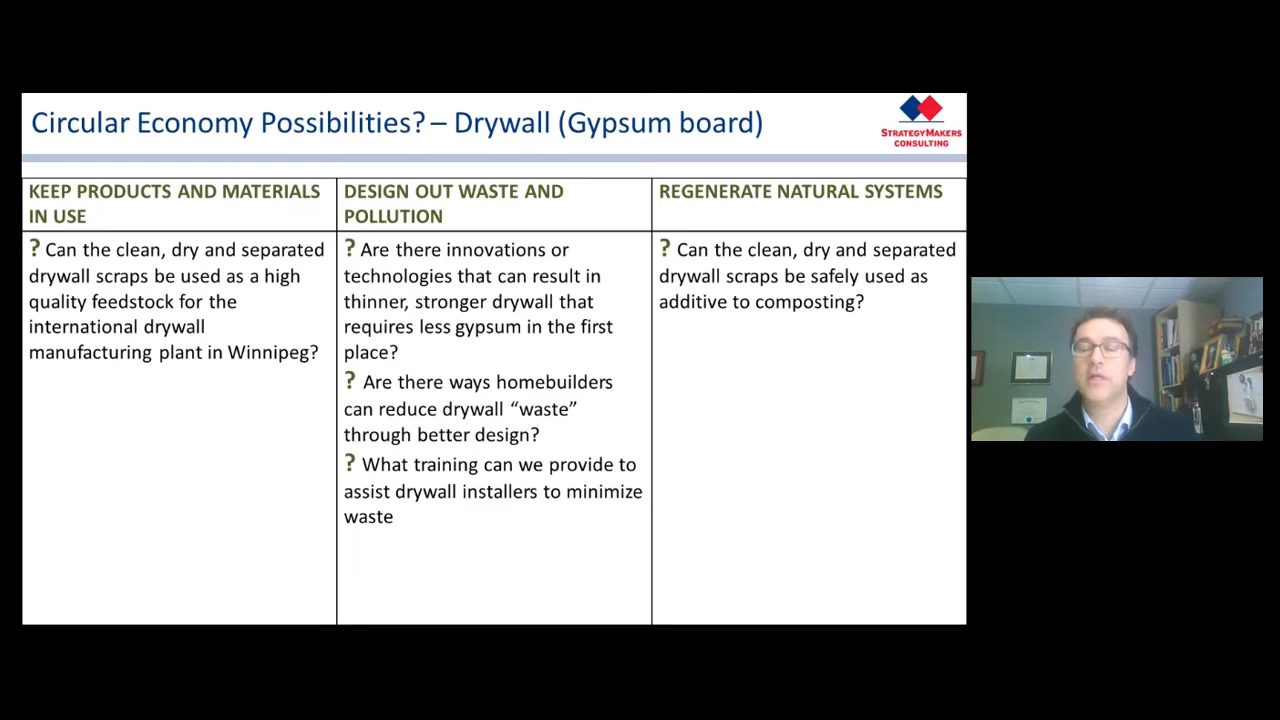 Circular Economy Possibilities? – Drywall (Gypsum board)
STRATEGYMAKERS
CONSULTING
KEEP PRODUCTS AND MATERIALS
IN USE
? Can the clean, dry and separated
drywall scraps be used as a high
quality feedstock for the
international drywall
manufacturing plant in Winnipeg?
DESIGN OUT WASTE AND
POLLUTION
? Are there innovations or
technologies that can result in
thinner, stronger drywall that
requires less gypsum in the first
place?
? Are there ways homebuilders
can reduce drywall “waste”
through better design?
? What training can we provide to
assist drywall installers to minimize
waste
REGENERATE NATURAL SYSTEMS
? Can the clean, dry and separated
drywall scraps be safely used as
additive to composting?